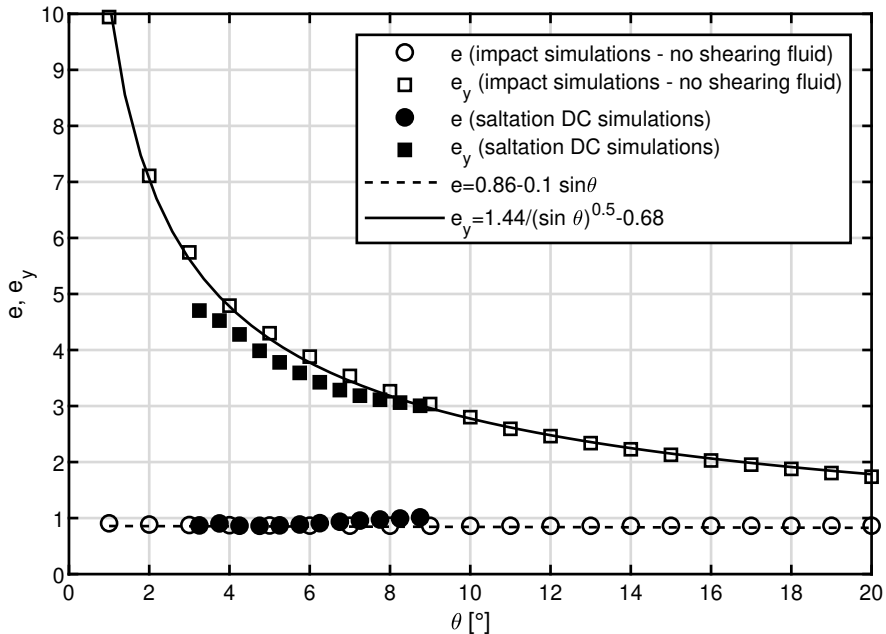 10
9
8
7
6
5
4
3
2
1
0
e, e_y
e (impact simulations - no shearing fluid)
e_y (impact simulations - no shearing fluid)
e (saltation DC simulations)
e_y (saltation DC simulations)
e=0.86-0.1 sinθ
e_y=1.44/(sin θ)^0.5-0.68
0 2 4 6 8 10 12 14 16 18 20
θ [°]